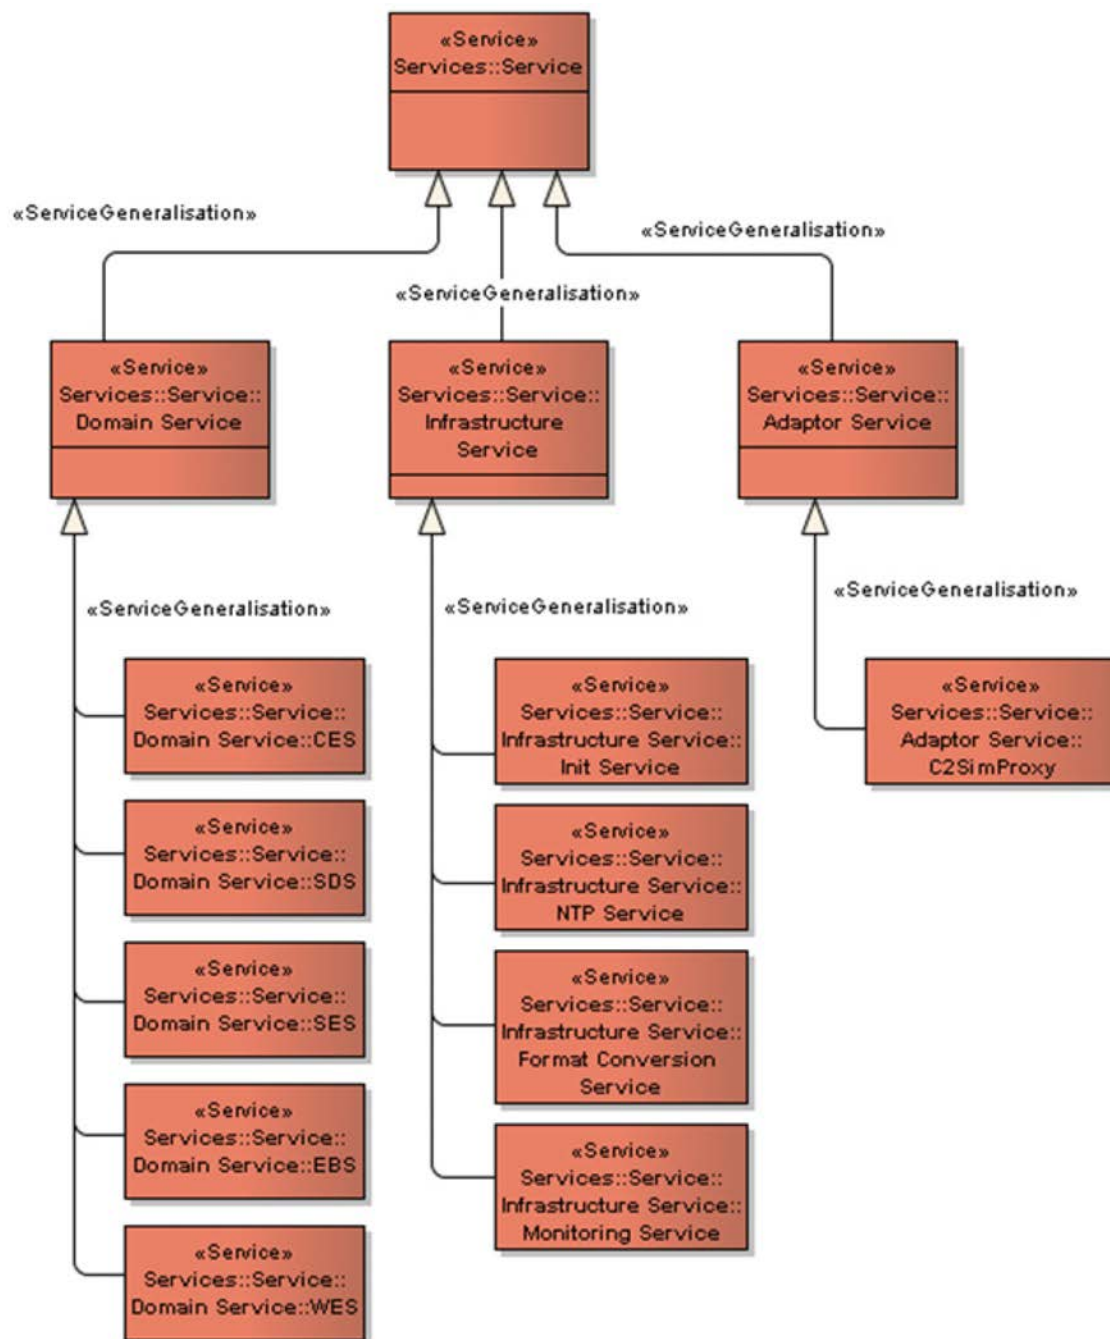 «Service»
Services::Service
«ServiceGeneralisation»
«ServiceGeneralisation»
«ServiceGeneralisation»
«Service»
Services::Service::
Domain Service
«Service»
Services::Service::
Infrastructure
Service
«Service»
Services::Service::
Adaptor Service
«ServiceGeneralisation»
«ServiceGeneralisation»
«ServiceGeneralisation»
«Service»
Services::Service::
Domain Service::CES
«Service»
Services::Service::
Domain Service::SDS
«Service»
Services::Service::
Domain Service::SES
«Service»
Services::Service::
Domain Service::EBS
«Service»
Services::Service::
Domain Service::WES
«Service»
Services::Service::
Infrastructure Service::
Init Service
«Service»
Services::Service::
Infrastructure Service::
NTP Service
«Service»
Services::Service::
Infrastructure Service::
Format Conversion
Service
«Service»
Services::Service::
Infrastructure Service::
Monitoring Service
«Service»
Services::Service::
Adaptor Service::
C2SimProxy